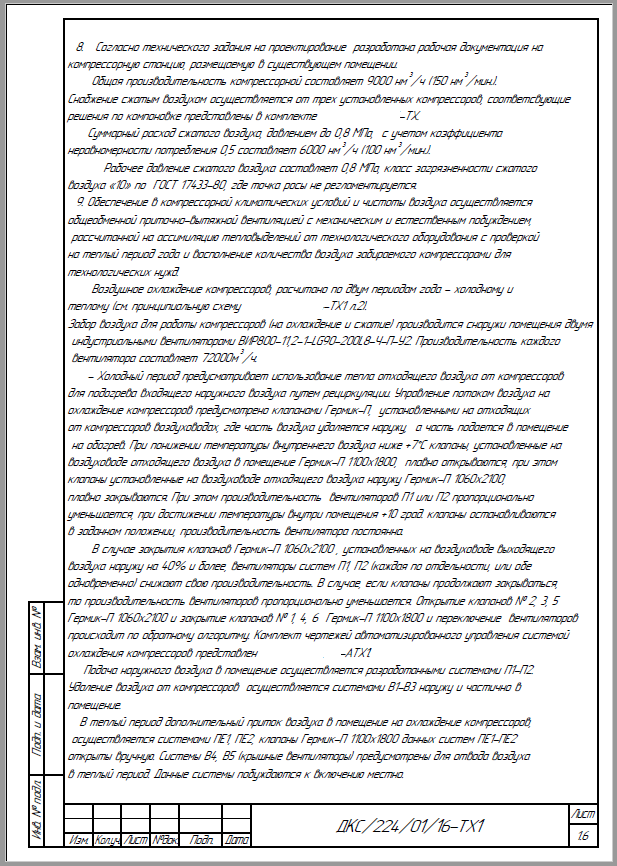 8. Согласно технического задания на проектирование разработана рабочая документация на
компрессорную станцию, размещаемую в существующем помещении.
Общая производительность компрессорной составляет 9000 нм³/ч (150 нм³/мин).
Снабжение сжатым воздухом осуществляется от трех установленных компрессоров, соответствующие
решения по компановке представлены в комплекте -ТХ.
Суммарный расход сжатого воздуха, давлением до 0,8 МПа, с учетом коэффициента
неравномерности потребления 0,5 составляет 6000 нм³/ч (100 нм³/мин).
Рабочее давление сжатого воздуха составляет 0,8 МПа, класс загрязненности сжатого
воздуха «10» по ГОСТ 17433-80, где точка росы не регламентируется.
9. Обеспечение в компрессорной климатических условий и чистоты воздуха осуществляется
общеобменной приточно-вытяжной вентиляцией с механическим и естественным побуждением,
рассчитанной на ассимиляцию тепловыделений от технологического оборудования с проверкой
на теплый период года и восполнение количества воздуха забираемого компрессорами для
технологических нужд.
Воздушное охлаждение компрессоров, расчитано по двум периодам года - холодному и
теплому (см. принципиальную схему -ТХ1 л.2).
Забор воздуха для работы компрессоров (на охлаждение и сжатие) производится снаружи помещения двумя
индустриальными вентиляторами ВИР800-11,2-1-LG90-200L8-Ч-П-У2. Производительность каждого
вентилятора составляет 72000м³/ч.
- Холодный период предусматривает использование тепла отходящего воздуха от компрессоров
для подогрева входящего наружного воздуха путем рециркуляции. Управление потоком воздуха на
охлаждение компрессоров предусмотрено клапанами Гермик-П, установленными на отходящих
от компрессоров воздуховодах, где часть воздуха удаляется наружу а часть подается в помещение
на обогрев. При понижении температуры внутреннего воздуха ниже +7°С клапаны, установленные на
воздуховоде отходящего воздуха в помещение Гермик-П 1100х1800, плавно открываются, при этом
клапаны установленные на воздуховоде отходящего воздуха наружу Гермик-П 1060х2100,
плавно закрываются. При этом производительность вентиляторов П1 или П2 пропорционально
уменьшается, при достижении температуры внутри помещения +10 град. клапаны останавливаются
в заданном положении, производительность вентилятора постоянна.
В случае закрытия клапанов Гермик-П 1060х2100 , установленных на воздуховоде выходящего
воздуха наружу на 40% и более, вентиляторы систем П1, П2 (каждая по отдельности, или обе
одновременно) снижают свою производительность. В случае, если клапаны продолжают закрываться,
то производительность вентиляторов пропорционально уменьшается. Открытие клапанов № 2, 3, 5
Гермик-П 1060х2100 и закрытие клапанов № 1, 4, 6 Гермик-П 1100х1800 и переключение вентиляторов
происходит по обратному алгоритму. Комплект чертежей автоматизированного управления системой
охлаждения компрессоров представлен -АТХ1.
Подача наружного воздуха в помещение осуществляется разработанными системами П1-П2.
Удаление воздуха от компрессоров осуществляется системами В1-В3 наружу и частично в
помещение.
В теплый период дополнительный приток воздуха в помещение на охлаждение компрессоров,
осуществляется системами ПЕ1, ПЕ2, клапаны Гермик-П 1100х1800 данных систем ПЕ1-ПЕ2
открыты вручную. Системы В4, В5 (крышные вентиляторы) предусмотрены для отвода воздуха
в теплый период. Данные системы побуждаются к включению местно.
Взам. инд. №
Подп. и дата
Инв. № подл.
Изм. Колуч. Лист №док. Подп. Дата
ДКС/224/01/16-ТХ1
Лист
1.6